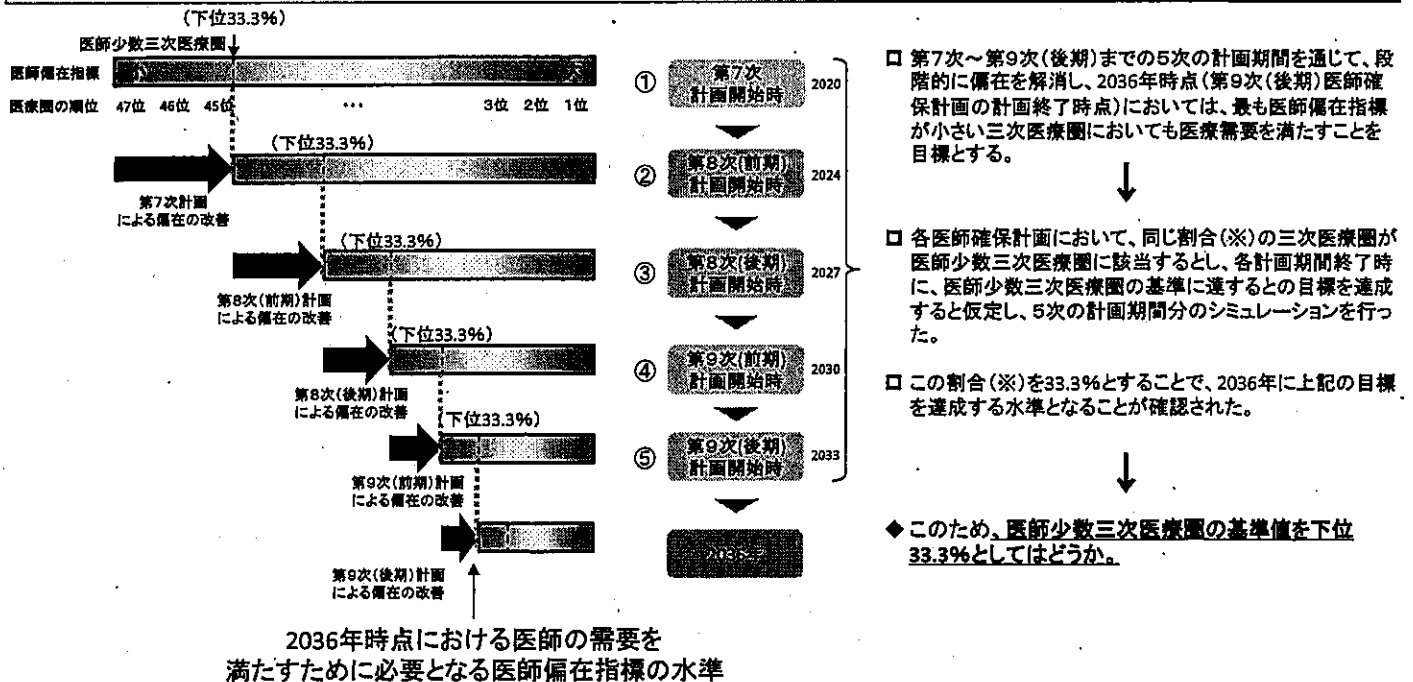 (下位33.3%)
医師少数三次医療圏
医師偏在指標
小
大
医療圏の順位 47位 46位 45位 ・・・ 3位 2位 1位
(下位33.3%)
第7次計画
による偏在の改善
(下位33.3%)
第8次(前期)計画
による偏在の改善
(下位33.3%)
第8次(後期)計画
による偏在の改善
(下位33.3%)
第9次(前期)計画
による偏在の改善
第9次(後期)計画
による偏在の改善
2036年時点における医師の需要を
満たすために必要となる医師偏在指標の水準
① 第7次
計画開始時 2020
② 第8次(前期)
計画開始時 2024
③ 第8次(後期)
計画開始時 2027
④ 第9次(前期)
計画開始時 2030
⑤ 第9次(後期)
計画開始時 2033
2036年
□ 第7次~第9次(後期)までの5次の計画期間を通じて、段
階的に偏在を解消し、2036年時点(第9次(後期)医師確
保計画の計画終了時点)においては、最も医師偏在指標
が小さい三次医療圏においても医療需要を満たすことを
目標とする。
□ 各医師確保計画において、同じ割合(※)の三次医療圏が
医師少数三次医療圏に該当するとし、各計画期間終了時
に、医師少数三次医療圏の基準に達するとの目標を達成
すると仮定し、5次の計画期間分のシミュレーションを行っ
た。
□ この割合(※)を33.3%とすることで、2036年に上記の目標
を達成する水準となることが確認された。
◆ このため、医師少数三次医療圏の基準値を下位
33.3%としてはどうか。